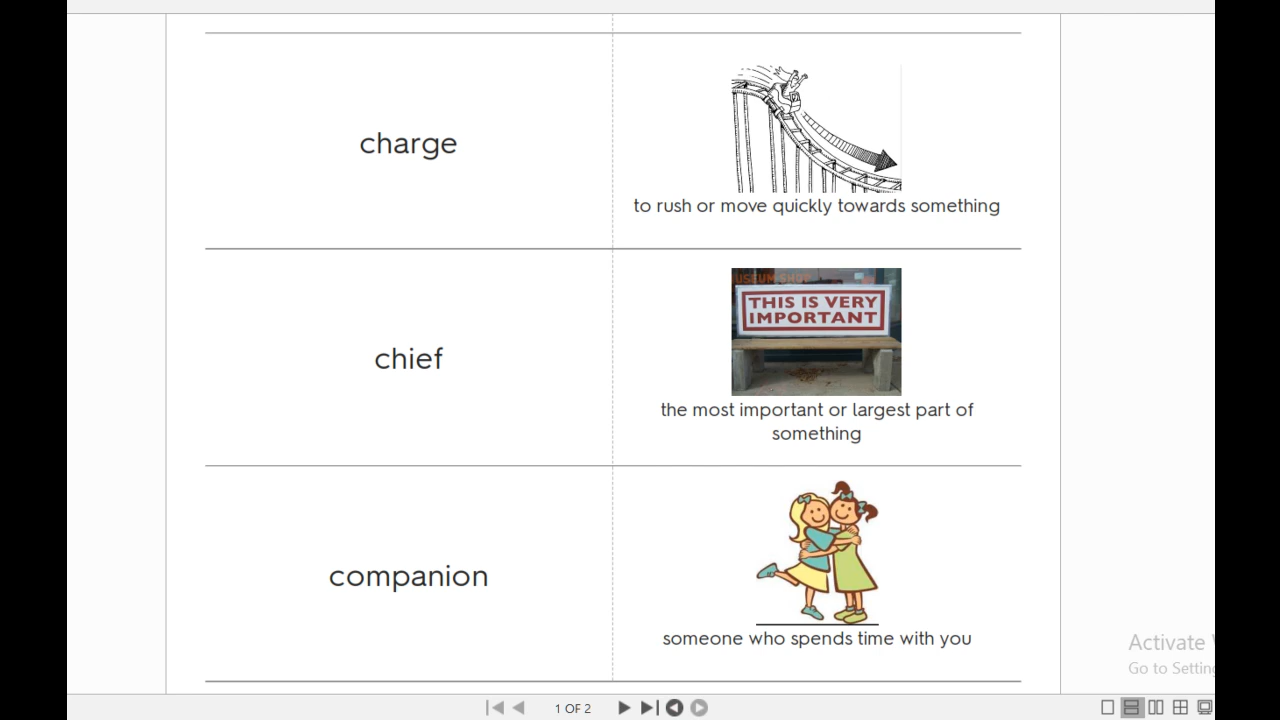 charge
to rush or move quickly towards something
THIS IS VERY
IMPORTANT
chief
the most important or largest part of
something
companion
someone who spends time with you
Activate
Go to Setting
1 OF 2